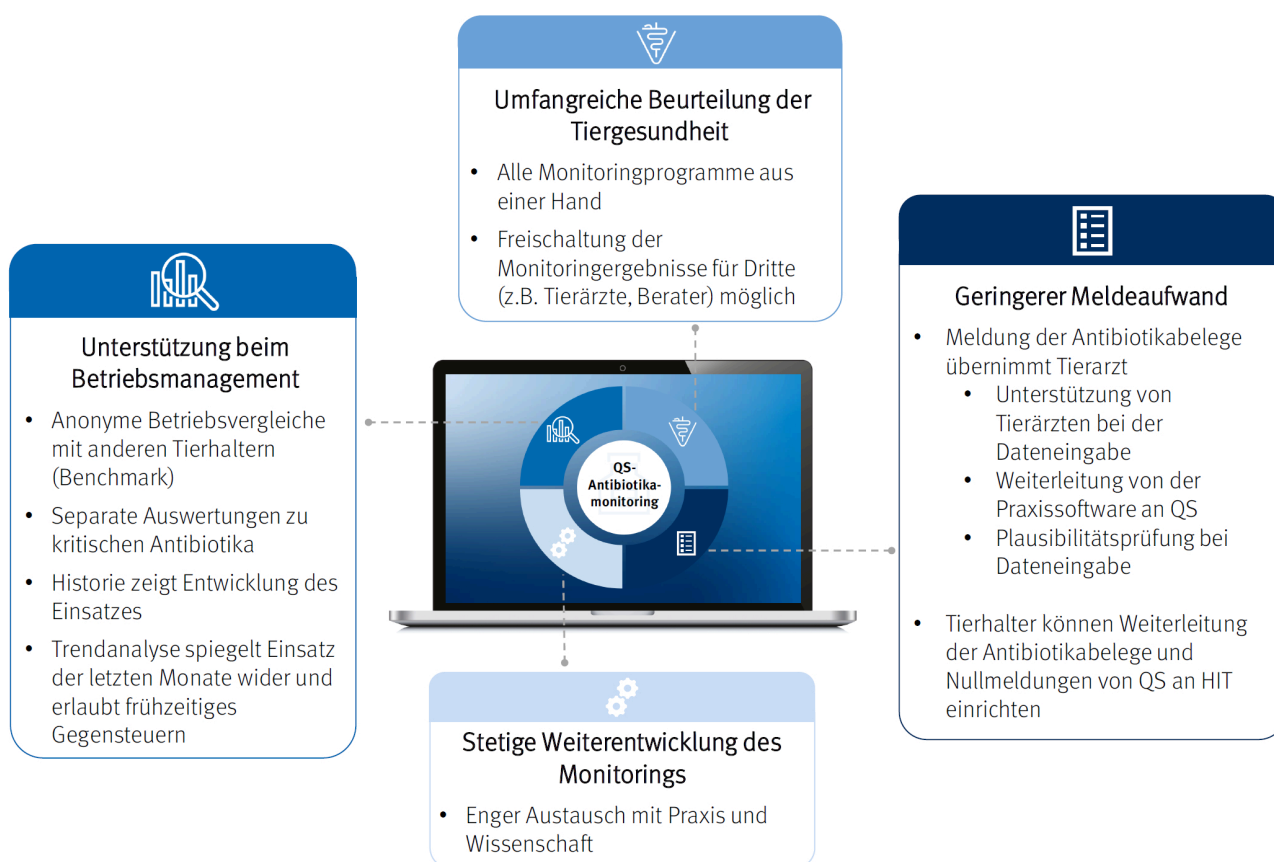 Umfangreiche Beurteilung der
Tiergesundheit
• Alle Monitoringprogramme aus
einer Hand
• Freischaltung der
Monitoringergebnisse für Dritte
(z.B. Tierärzte, Berater) möglich
Unterstützung beim
Betriebsmanagement
• Anonyme Betriebsvergleiche
mit anderen Tierhaltern
(Benchmark)
• Separate Auswertungen zu
kritischen Antibiotika
• Historie zeigt Entwicklung des
Einsatzes
• Trendanalyse spiegelt Einsatz
der letzten Monate wider und
erlaubt frühzeitiges
Gegensteuern
QS-
Antibiotika-
monitoring
Geringerer Meldeaufwand
• Meldung der Antibiotikabelege
übernimmt Tierarzt
• Unterstützung von
Tierärzten bei der
Dateneingabe
• Weiterleitung von der
Praxissoftware an QS
• Plausibilitätsprüfung bei
Dateneingabe
• Tierhalter können Weiterleitung
der Antibiotikabelege und
Nullmeldungen von QS an HIT
einrichten
Stetige Weiterentwicklung des
Monitorings
• Enger Austausch mit Praxis und
Wissenschaft